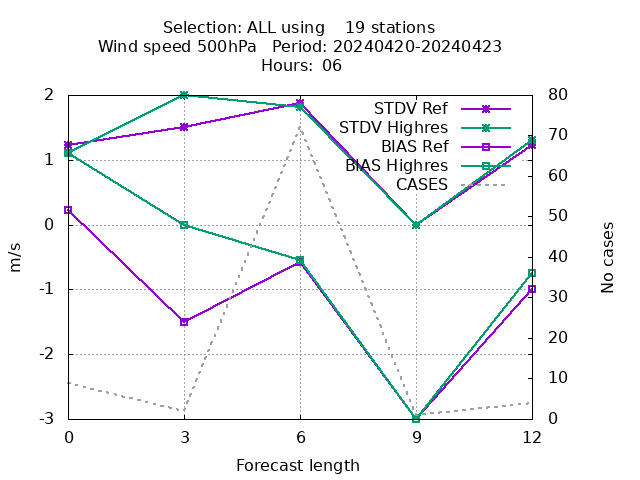 Selection: ALL using    19 stations
Wind speed 500hPa   Period: 20240420-20240423
Hours: 06
STDV Ref
STDV Highres
BIAS Ref
BIAS Highres
CASES
2
1
0
-1
-2
-3
80
70
60
50
40
30
20
10
0
m/s
No cases
0 3 6 9 12
Forecast length